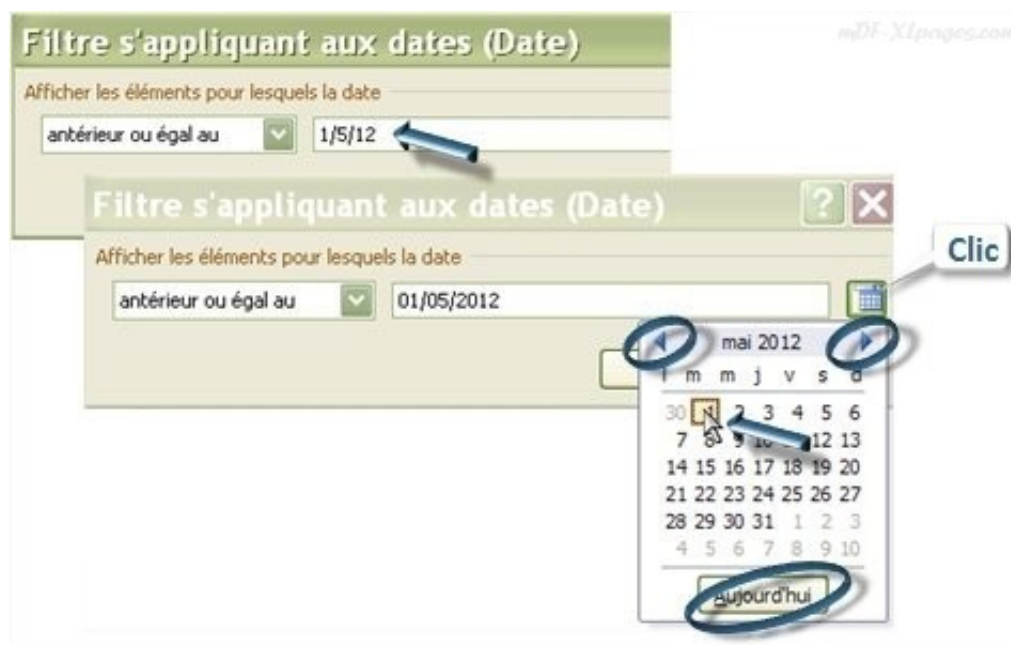 mDF-XLpages.com
Filtre s'appliquant aux dates (Date)
Afficher les éléments pour lesquels la date
antérieur ou égal au 1/5/12
Filtre s'appliquant aux dates (Date)
Afficher les éléments pour lesquels la date
Clic
antérieur ou égal au 01/05/2012
mai 2012
l m m j v s d
30 1 2 3 4 5 6
7 8 9 10 12 13
14 15 16 17 18 19 20
21 22 23 24 25 26 27
28 29 30 31 1 2 3
4 5 6 7 8 9 10
Aujourd'hui